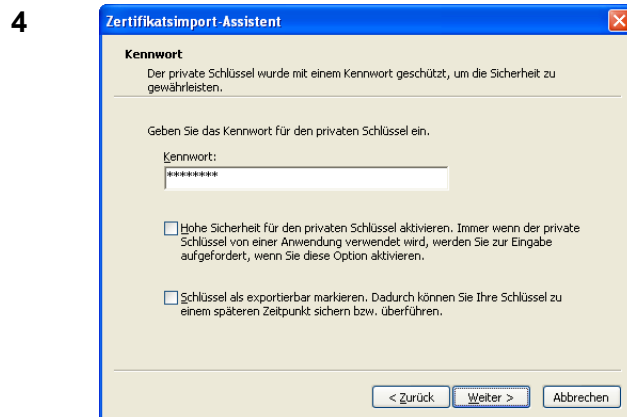 4
Zertifikatsimport-Assistent
Kennwort
Der private Schlüssel wurde mit einem Kennwort geschützt, um die Sicherheit zu
gewährleisten.
Geben Sie das Kennwort für den privaten Schlüssel ein.
Kennwort:
********
Hohe Sicherheit für den privaten Schlüssel aktivieren. Immer wenn der private
Schlüssel von einer Anwendung verwendet wird, werden Sie zur Eingabe
aufgefordert, wenn Sie diese Option aktivieren.
Schlüssel als exportierbar markieren. Dadurch können Sie Ihre Schlüssel zu
einem späteren Zeitpunkt sichern bzw. überführen.
< Zurück Weiter > Abbrechen